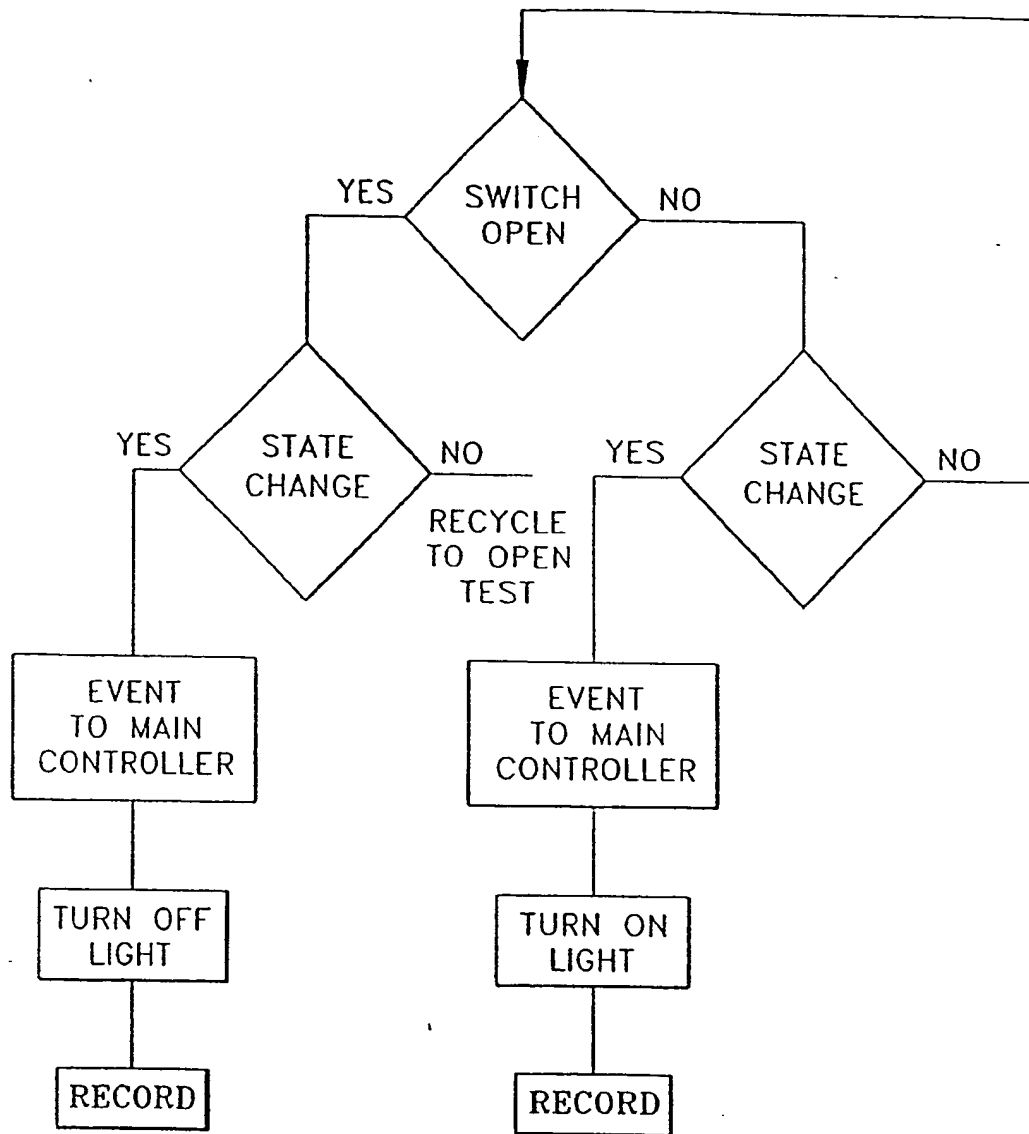 YES
SWITCH
OPEN
NO
YES
STATE
CHANGE
NO
RECYCLE
TO OPEN
TEST
YES
STATE
CHANGE
NO
EVENT
TO MAIN
CONTROLLER
EVENT
TO MAIN
CONTROLLER
TURN OFF
LIGHT
TURN ON
LIGHT
RECORD
RECORD